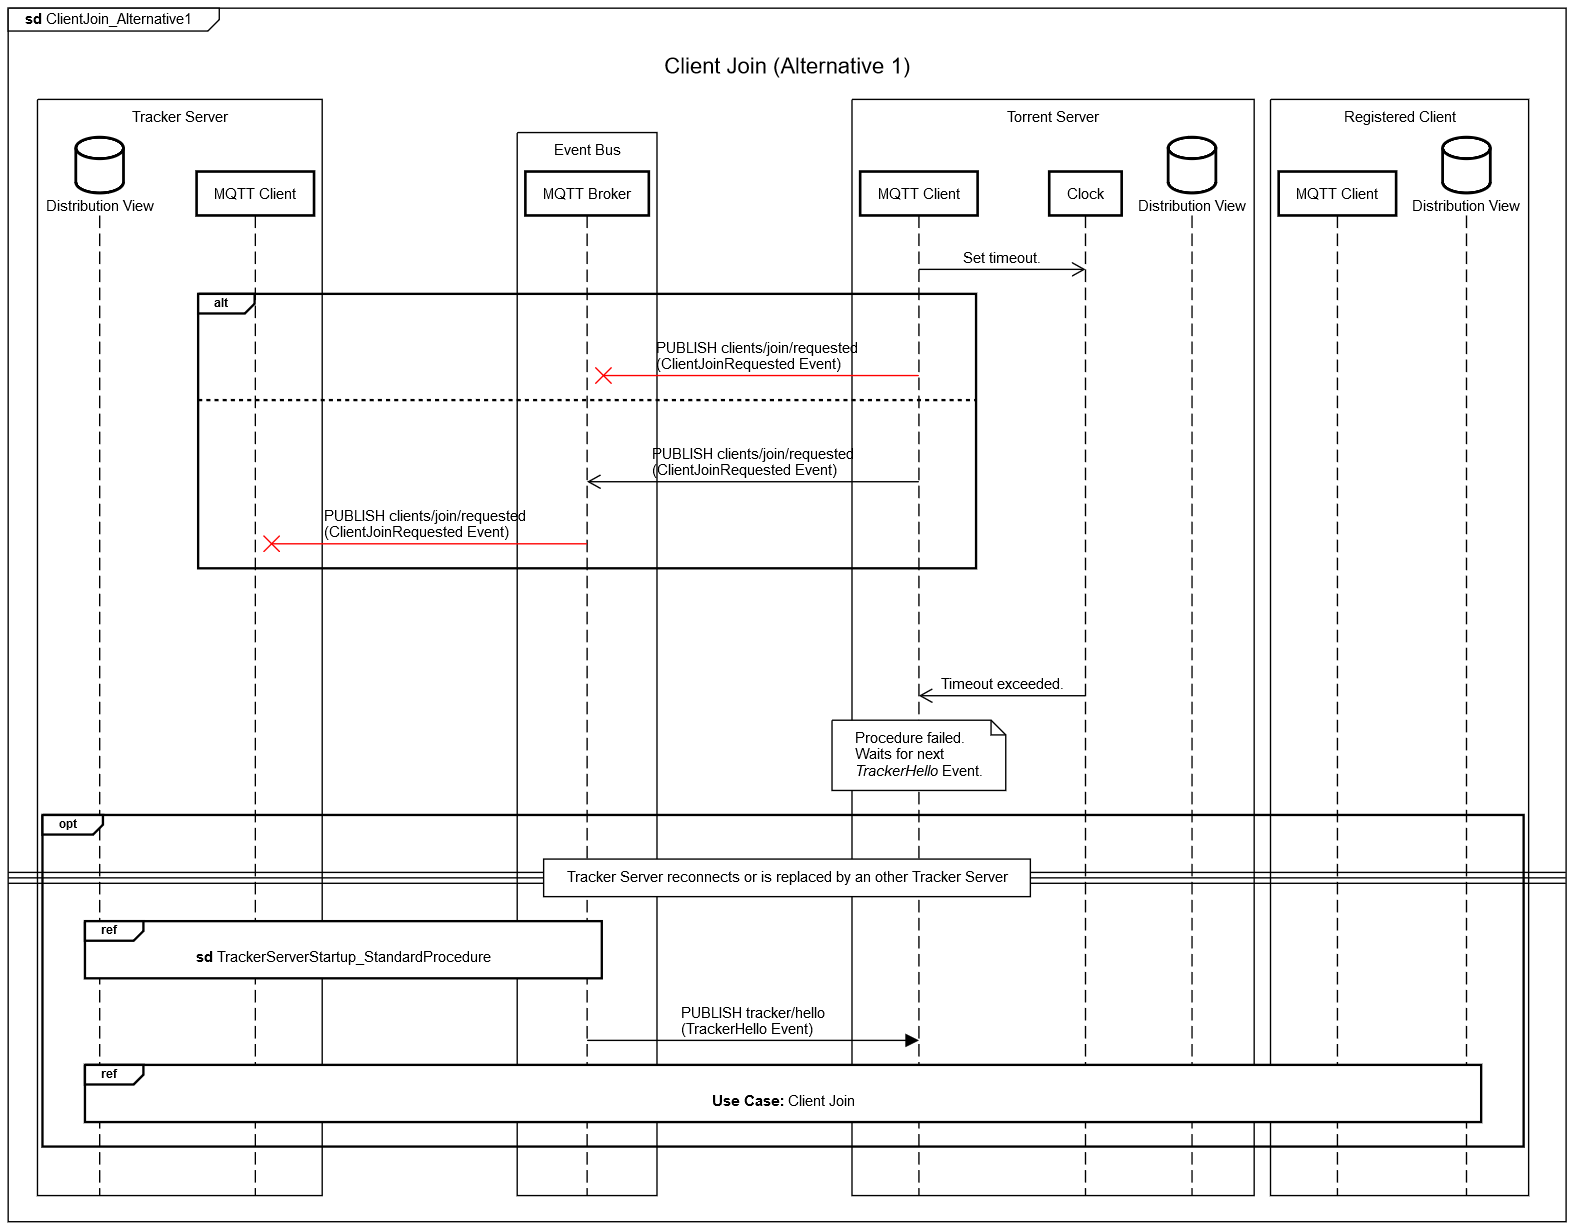 sd ClientJoin_Alternative1
Client Join (Alternative 1)
Tracker Server
Event Bus
Torrent Server
Registered Client
Distribution View
MQTT Client
MQTT Broker
MQTT Client
Clock
Distribution View
MQTT Client
Distribution View
Set timeout.
alt
PUBLISH clients/join/requested
(ClientJoinRequested Event)
PUBLISH clients/join/requested
(ClientJoinRequested Event)
PUBLISH clients/join/requested
(ClientJoinRequested Event)
Timeout exceeded.
Procedure failed.
Waits for next
TrackerHello Event.
opt
Tracker Server reconnects or is replaced by an other Tracker Server
ref
sd TrackerServerStartup_StandardProcedure
PUBLISH tracker/hello
(TrackerHello Event)
ref
Use Case: Client Join